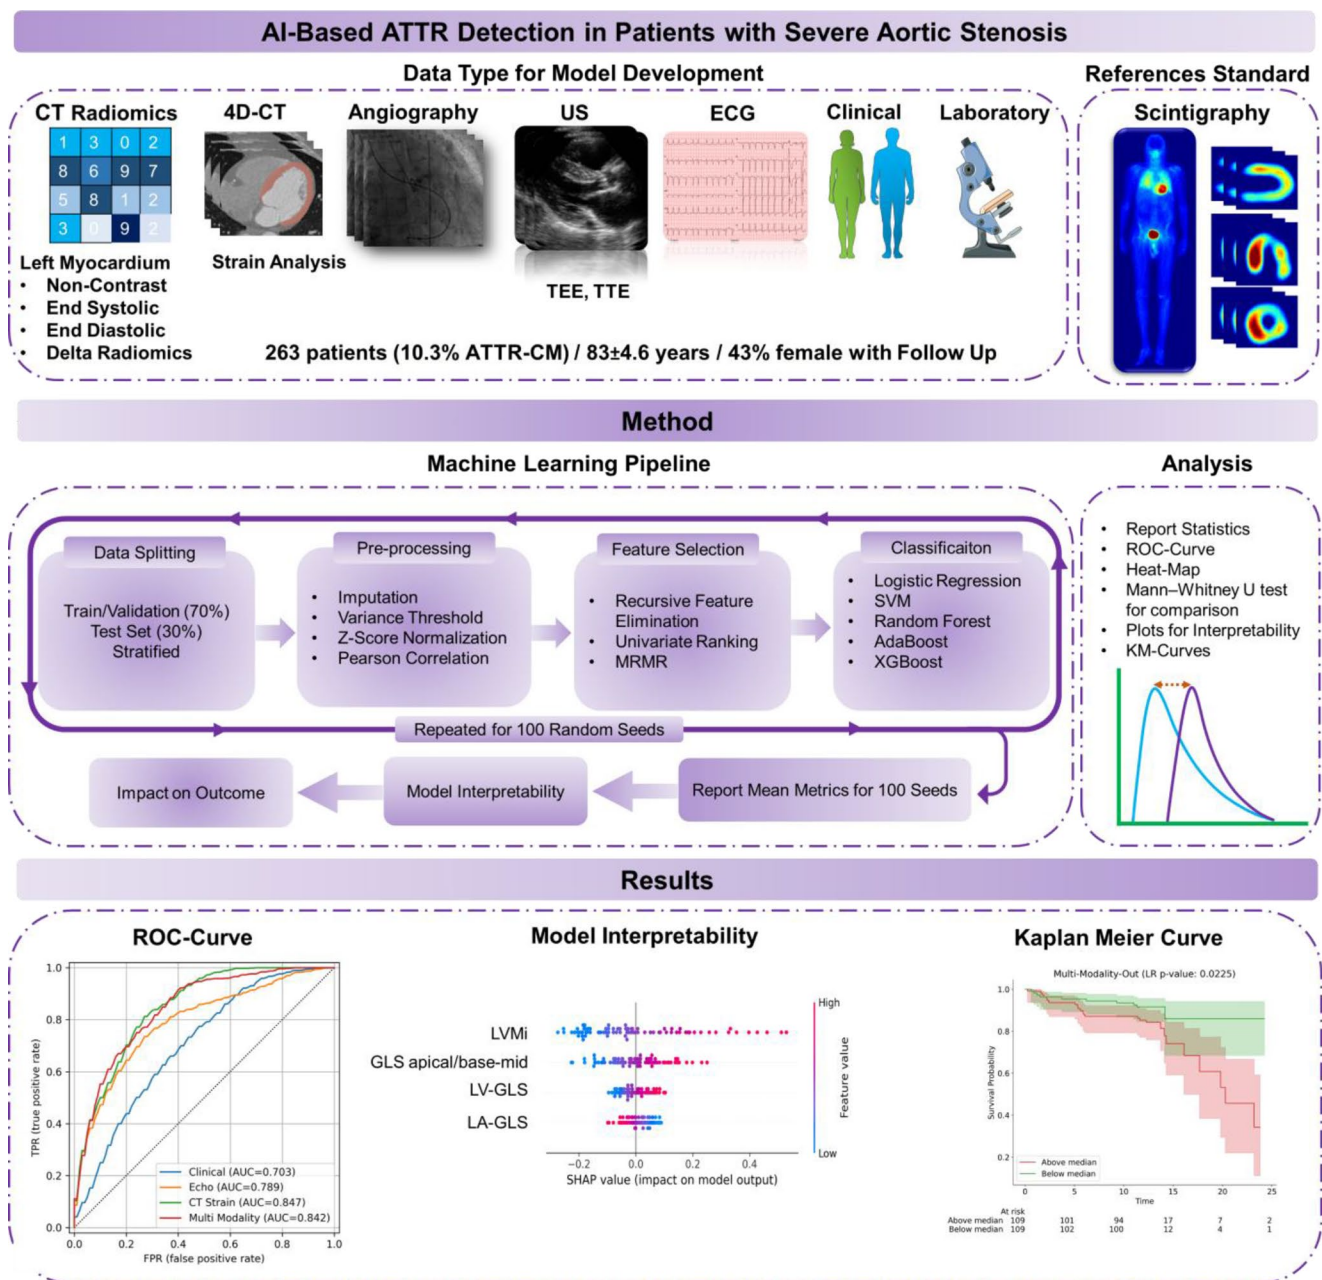 AI-Based ATTR Detection in Patients with Severe Aortic Stenosis
Data Type for Model Development
References Standard
CT Radiomics
4D-CT
Angiography
US
ECG
Clinical
Laboratory
Scintigraphy
1 3 0 2
8 6 9 7
5 8 1 2
3 0 9 2
Left Myocardium
• Non-Contrast
• End Systolic
• End Diastolic
• Delta Radiomics
Strain Analysis
TEE, TTE
263 patients (10.3% ATTR-CM) / 83±4.6 years / 43% female with Follow Up
Method
Machine Learning Pipeline
Analysis
Data Splitting
Train/Validation (70%)
Test Set (30%)
Stratified
Pre-processing
• Imputation
• Variance Threshold
• Z-Score Normalization
• Pearson Correlation
Feature Selection
• Recursive Feature
Elimination
• Univariate Ranking
• MRMR
Classificaiton
• Logistic Regression
• SVM
• Random Forest
• AdaBoost
• XGBoost
Repeated for 100 Random Seeds
Impact on Outcome
Model Interpretability
Report Mean Metrics for 100 Seeds
• Report Statistics
• ROC-Curve
• Heat-Map
• Mann–Whitney U test
for comparison
• Plots for Interpretability
• KM-Curves
Results
ROC-Curve
1.0
0.8
0.6
0.4
0.2
0.0
TPR (true positive rate)
Clinical (AUC=0.703)
Echo (AUC=0.789)
CT Strain (AUC=0.847)
Multi Modality (AUC=0.842)
0.0 0.2 0.4 0.6 0.8 1.0
FPR (false positive rate)
Model Interpretability
LVMi
GLS apical/base-mid
LV-GLS
LA-GLS
−0.2 0.0 0.2 0.4
SHAP value (impact on model output)
High
Feature value
Low
Kaplan Meier Curve
Multi-Modality-Out (LR p-value: 0.0225)
1.0
0.8
0.6
0.4
0.2
Survival Probability
Above median
Below median
0 5 10 15 20 25
Time
At risk
Above median 109 101 94 17 7 2
Below median 109 102 100 12 4 1